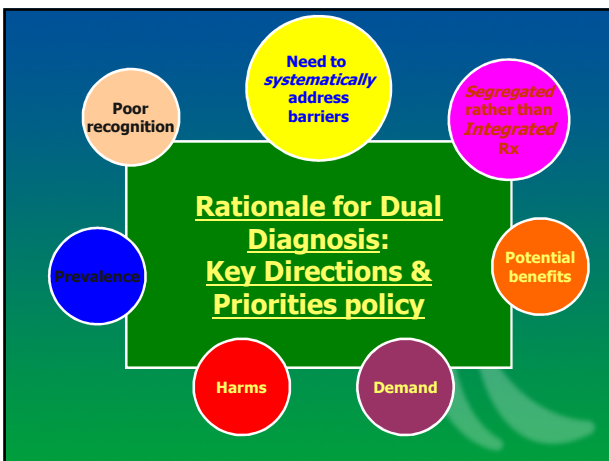 Need to
systematically
address
barriers
Poor
recognition
Segregated
rather than
Integrated
Rx
Rationale for Dual
Diagnosis:
Key Directions &
Priorities policy
Prevalence
Potential
benefits
Harms
Demand